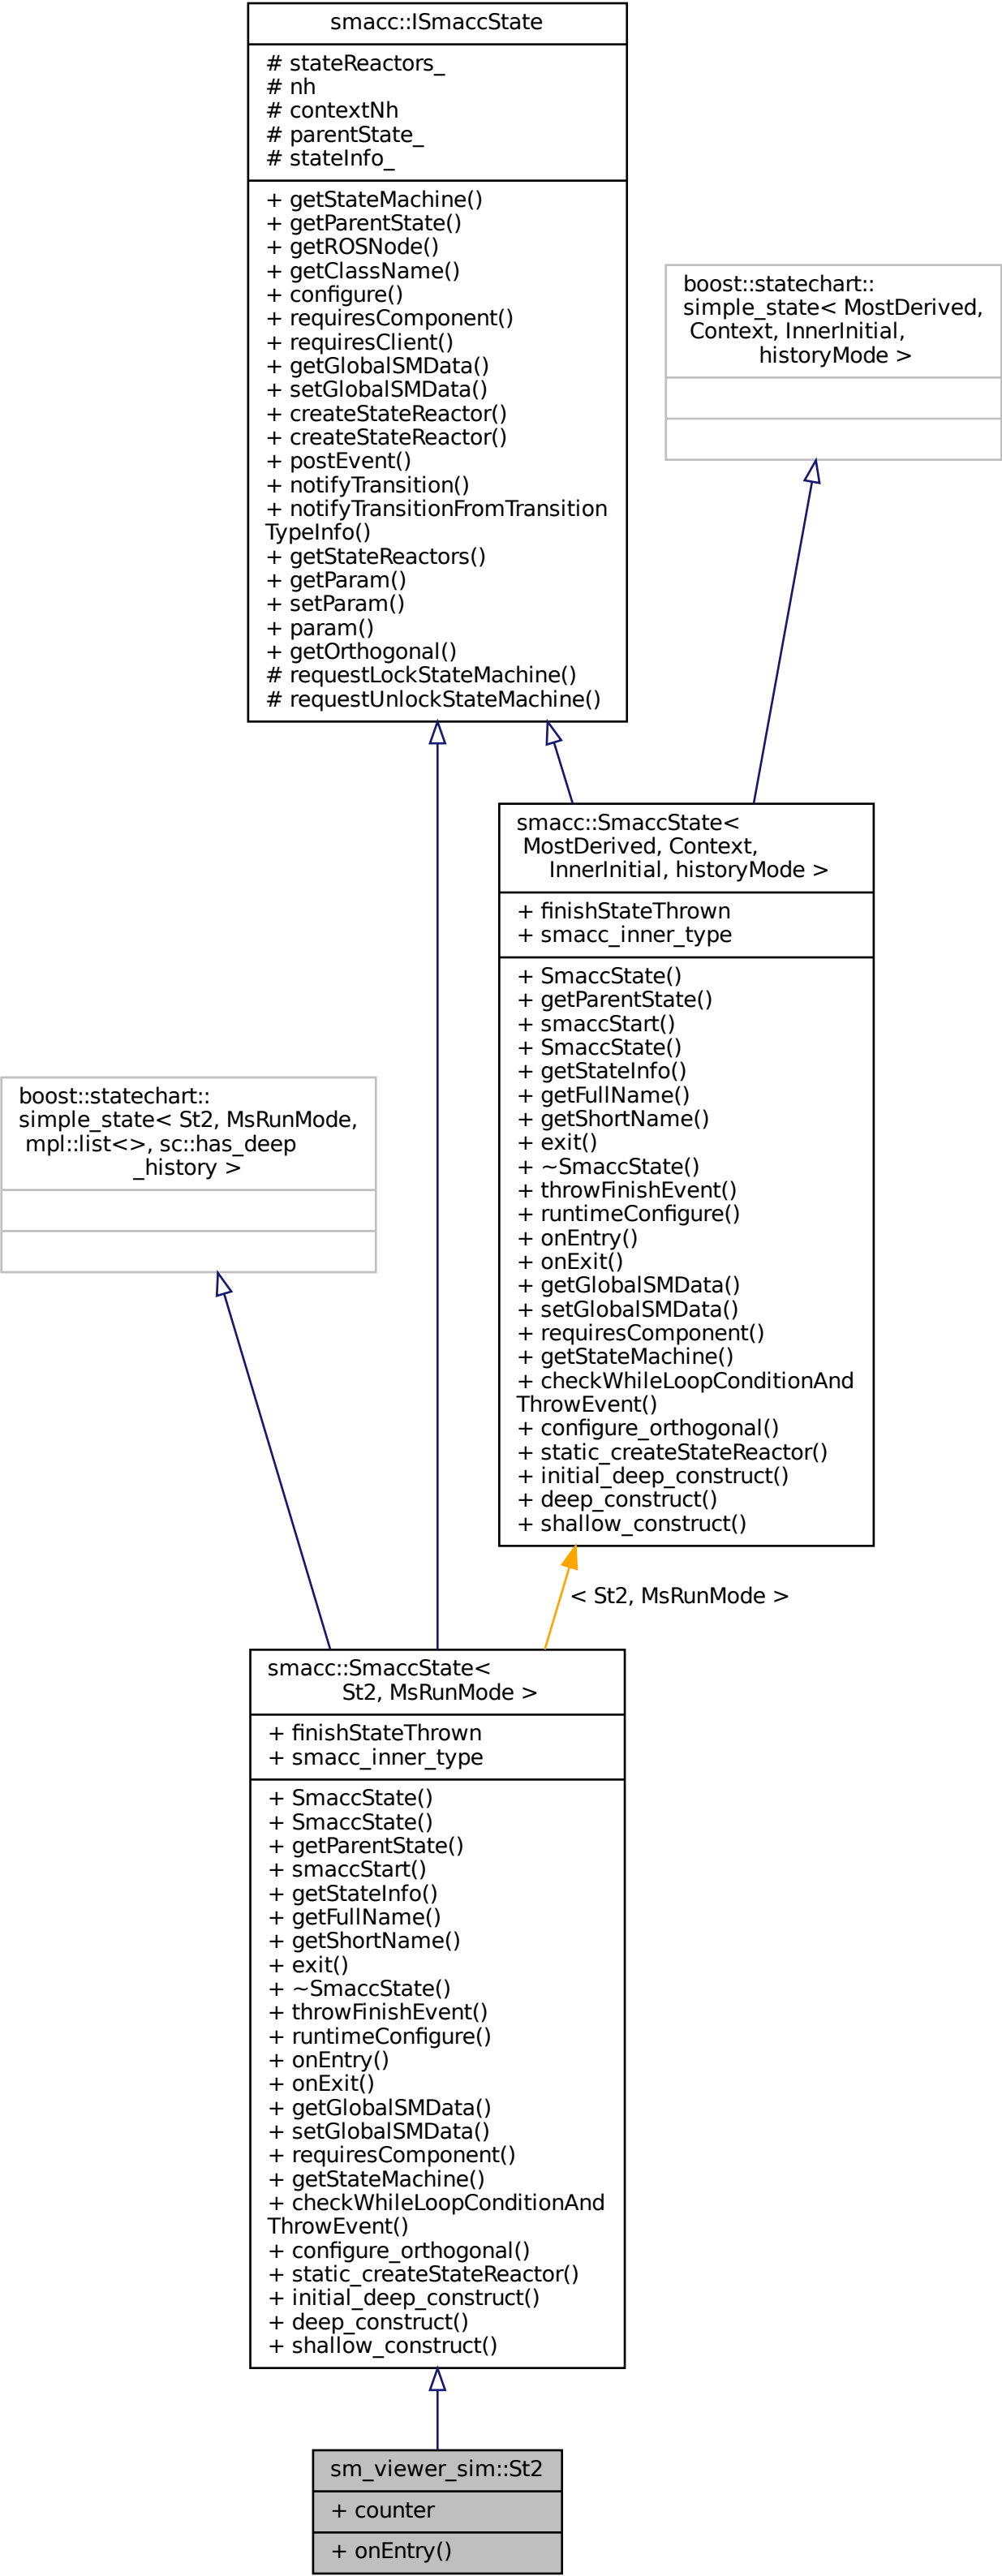 smacc::ISmaccState
# stateReactors_
# nh
# contextNh
# parentState_
# stateInfo_
+ getStateMachine()
+ getParentState()
+ getROSNode()
+ getClassName()
+ configure()
+ requiresComponent()
+ requiresClient()
+ getGlobalSMData()
+ setGlobalSMData()
+ createStateReactor()
+ createStateReactor()
+ postEvent()
+ notifyTransition()
+ notifyTransitionFromTransition
TypeInfo()
+ getStateReactors()
+ getParam()
+ setParam()
+ param()
+ getOrthogonal()
# requestLockStateMachine()
# requestUnlockStateMachine()
boost::statechart::
simple_state< MostDerived,
Context, InnerInitial,
historyMode >
smacc::SmaccState<
MostDerived, Context,
InnerInitial, historyMode >
+ finishStateThrown
+ smacc_inner_type
+ SmaccState()
+ getParentState()
+ smaccStart()
+ SmaccState()
+ getStateInfo()
+ getFullName()
+ getShortName()
+ exit()
+ ~SmaccState()
+ throwFinishEvent()
+ runtimeConfigure()
+ onEntry()
+ onExit()
+ getGlobalSMData()
+ setGlobalSMData()
+ requiresComponent()
+ getStateMachine()
+ checkWhileLoopConditionAnd
ThrowEvent()
+ configure_orthogonal()
+ static_createStateReactor()
+ initial_deep_construct()
+ deep_construct()
+ shallow_construct()
boost::statechart::
simple_state< St2, MsRunMode,
mpl::list<>, sc::has_deep
_history >
< St2, MsRunMode >
smacc::SmaccState<
St2, MsRunMode >
+ finishStateThrown
+ smacc_inner_type
+ SmaccState()
+ SmaccState()
+ getParentState()
+ smaccStart()
+ getStateInfo()
+ getFullName()
+ getShortName()
+ exit()
+ ~SmaccState()
+ throwFinishEvent()
+ runtimeConfigure()
+ onEntry()
+ onExit()
+ getGlobalSMData()
+ setGlobalSMData()
+ requiresComponent()
+ getStateMachine()
+ checkWhileLoopConditionAnd
ThrowEvent()
+ configure_orthogonal()
+ static_createStateReactor()
+ initial_deep_construct()
+ deep_construct()
+ shallow_construct()
sm_viewer_sim::St2
+ counter
+ onEntry()